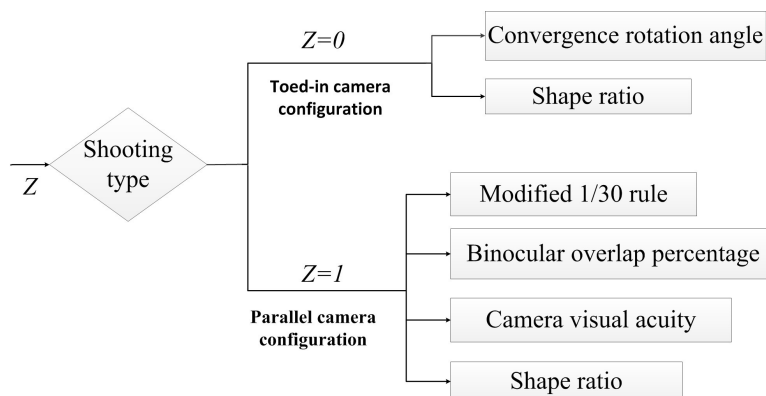 Z
Shooting
type
Z=0
Toed-in camera
configuration
Convergence rotation angle
Shape ratio
Z=1
Parallel camera
configuration
Modified 1/30 rule
Binocular overlap percentage
Camera visual acuity
Shape ratio